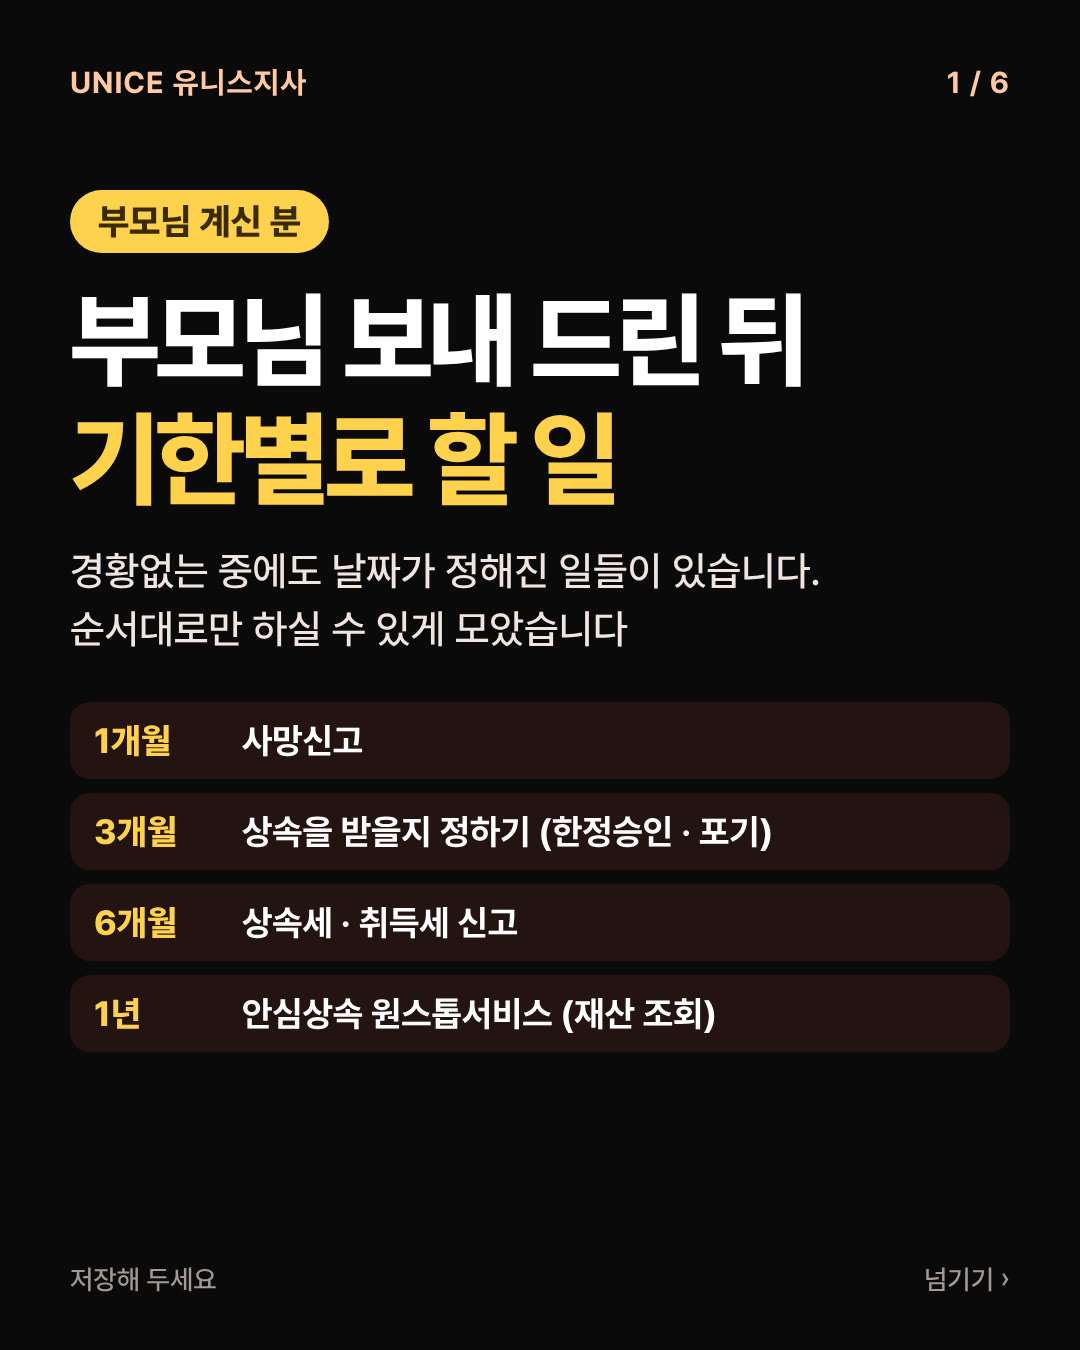 UNICE 유니스지사
1 / 6
부모님 계신 분
부모님 보내 드린 뒤
기한별로 할 일
경황없는 중에도 날짜가 정해진 일들이 있습니다.
순서대로만 하실 수 있게 모았습니다
1개월 사망신고
3개월 상속을 받을지 정하기 (한정승인 · 포기)
6개월 상속세 · 취득세 신고
1년 안심상속 원스톱서비스 (재산 조회)
저장해 두세요
넘기기 ›